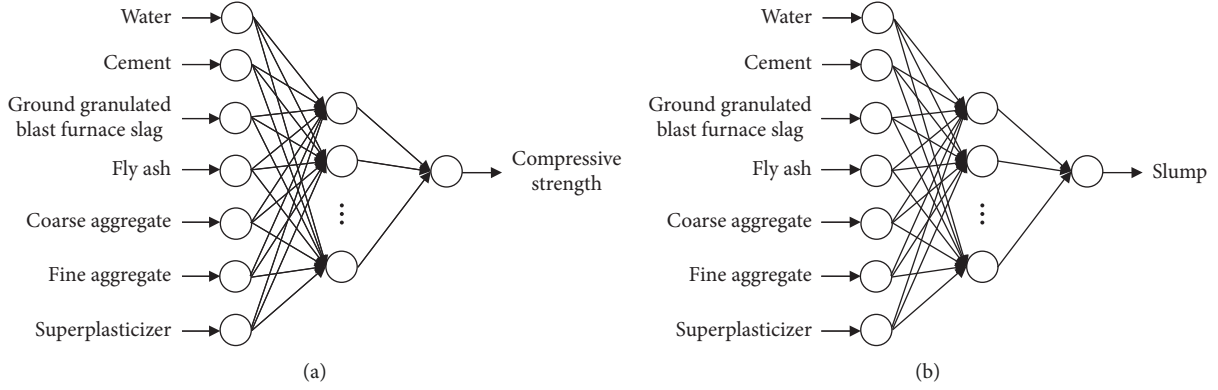 Water
Cement
Ground granulated
blast furnace slag
Fly ash
Coarse aggregate
Fine aggregate
Superplasticizer
Compressive
strength
(a)
Water
Cement
Ground granulated
blast furnace slag
Fly ash
Coarse aggregate
Fine aggregate
Superplasticizer
Slump
(b)